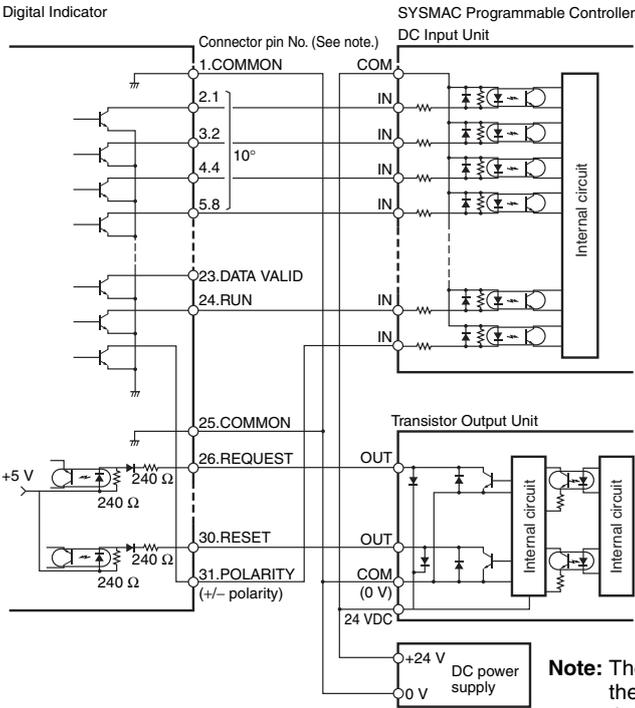 Digital Indicator
SYSMAC Programmable Controller
DC Input Unit
Connector pin No. (See note.)
1.COMMON
COM
2.1
IN
3.2
IN
10°
4.4
IN
5.8
IN
Internal circuit
23.DATA VALID
24.RUN
IN
IN
25.COMMON
Transistor Output Unit
26.REQUEST
OUT
+5 V
240 Ω
240 Ω
Internal circuit
Internal circuit
30.RESET
OUT
240 Ω
240 Ω
31.POLARITY
(+/– polarity)
COM
(0 V)
24 VDC
+24 V
DC power
supply
0 V
Note: The
the